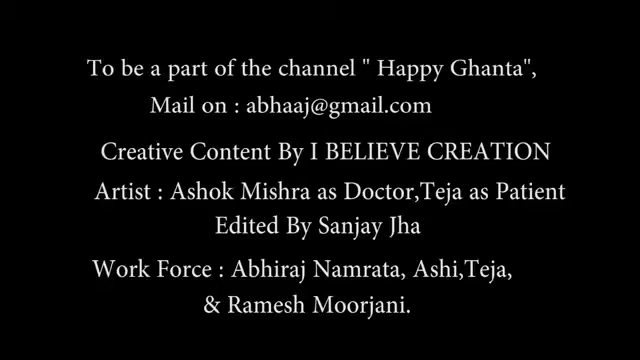 To be a part of the channel " Happy Ghanta",
Mail on : abhaaj@gmail.com
Creative Content By I BELIEVE CREATION
Artist : Ashok Mishra as Doctor,Teja as Patient
Edited By Sanjay Jha
Work Force : Abhiraj Namrata, Ashi,Teja,
& Ramesh Moorjani.